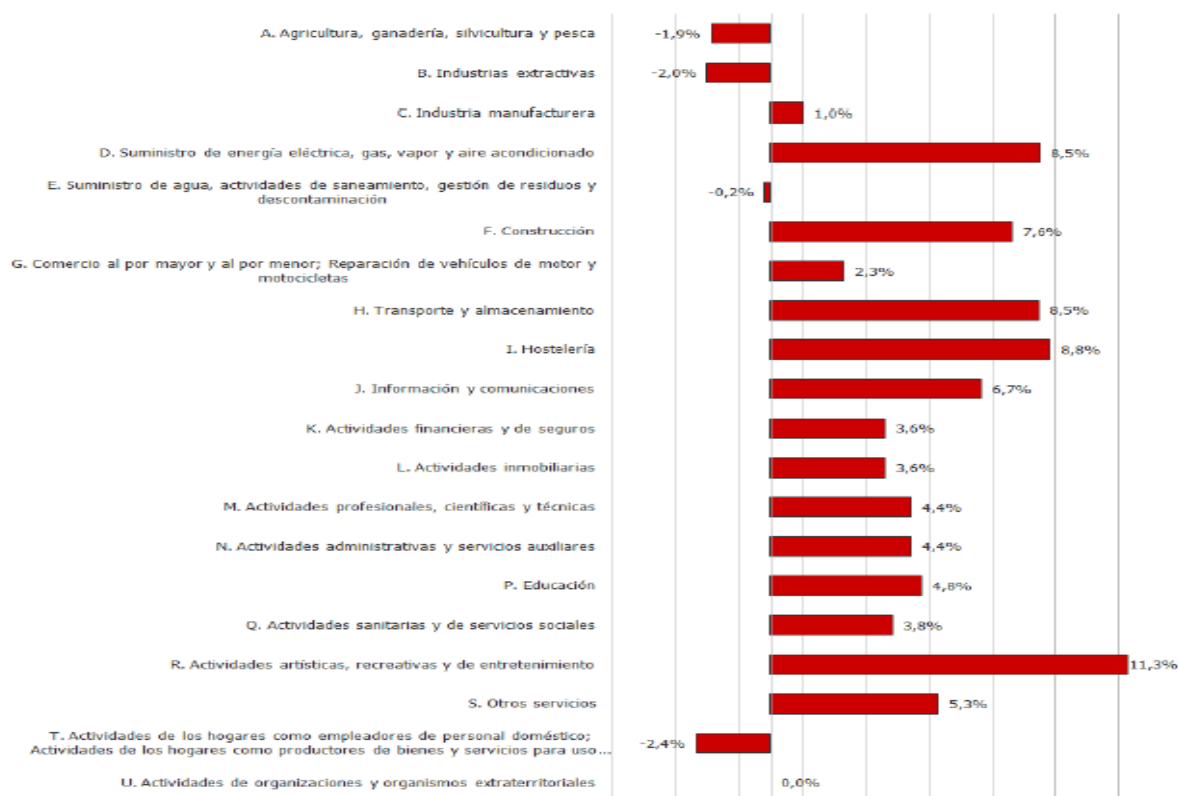 A. Agricultura, ganadería, silvicultura y pesca
-1,9%
B. Industrias extractivas
-2,0%
C. Industria manufacturera
1,0%
D. Suministro de energía eléctrica, gas, vapor y aire acondicionado
8,5%
E. Suministro de agua, actividades de saneamiento, gestión de residuos y
descontaminación
-0,2%
F. Construcción
7,6%
G. Comercio al por mayor y al por menor; Reparación de vehículos de motor y
motocicletas
2,3%
H. Transporte y almacenamiento
8,5%
I. Hostelería
8,8%
J. Información y comunicaciones
6,7%
K. Actividades financieras y de seguros
3,6%
L. Actividades inmobiliarias
3,6%
M. Actividades profesionales, científicas y técnicas
4,4%
N. Actividades administrativas y servicios auxiliares
4,4%
P. Educación
4,8%
Q. Actividades sanitarias y de servicios sociales
3,8%
R. Actividades artísticas, recreativas y de entretenimiento
11,3%
S. Otros servicios
5,3%
T. Actividades de los hogares como empleadores de personal doméstico;
Actividades de los hogares como productores de bienes y servicios para uso...
-2,4%
U. Actividades de organizaciones y organismos extraterritoriales
0,0%